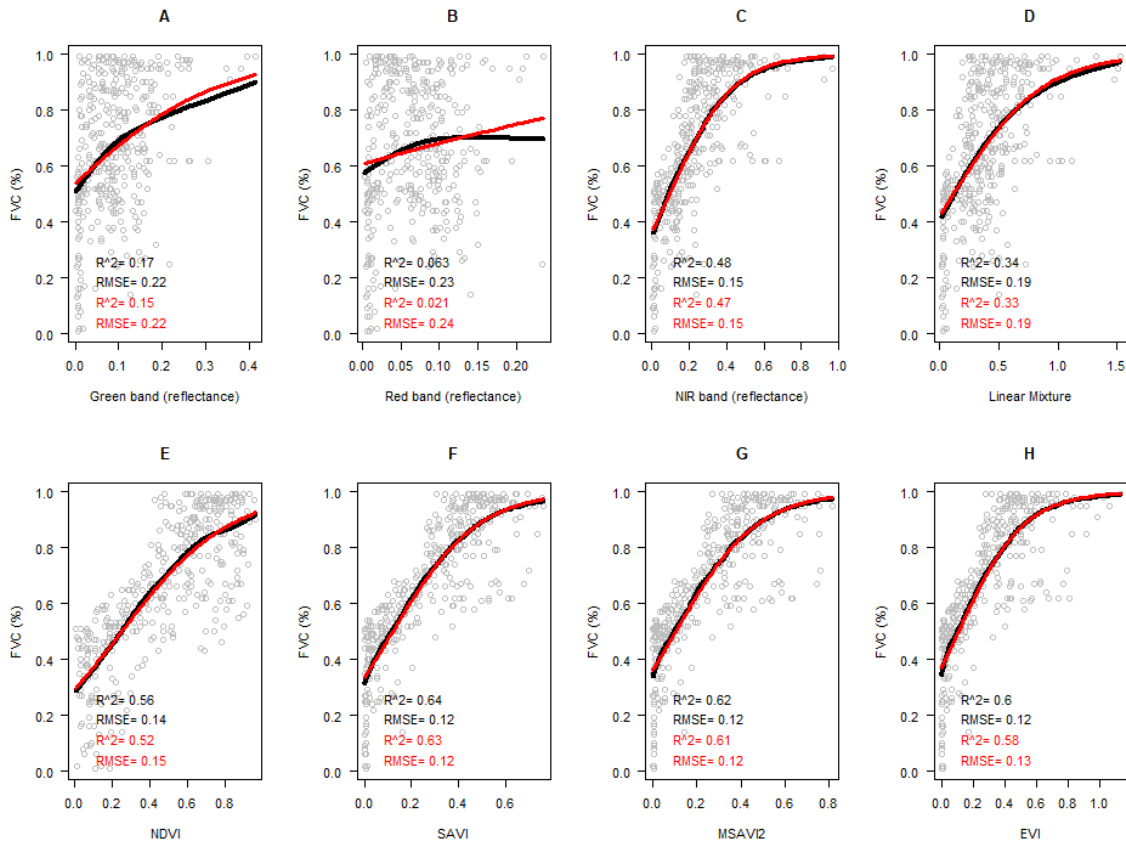 A
B
C
D
FVC (%)
1.0
0.8
0.6
0.4
0.2
0.0
R^2= 0.17
RMSE= 0.22
R^2= 0.15
RMSE= 0.22
0.0 0.1 0.2 0.3 0.4
Green band (reflectance)
FVC (%)
1.0
0.8
0.6
0.4
0.2
0.0
R^2= 0.063
RMSE= 0.23
R^2= 0.021
RMSE= 0.24
0.00 0.05 0.10 0.15 0.20
Red band (reflectance)
FVC (%)
1.0
0.8
0.6
0.4
0.2
0.0
R^2= 0.48
RMSE= 0.15
R^2= 0.47
RMSE= 0.15
0.0 0.2 0.4 0.6 0.8 1.0
NIR band (reflectance)
FVC (%)
1.0
0.8
0.6
0.4
0.2
0.0
R^2= 0.34
RMSE= 0.19
R^2= 0.33
RMSE= 0.19
0.0 0.5 1.0 1.5
Linear Mixture
E
F
G
H
FVC (%)
1.0
0.8
0.6
0.4
0.2
0.0
R^2= 0.56
RMSE= 0.14
R^2= 0.52
RMSE= 0.15
0.0 0.2 0.4 0.6 0.8
NDVI
FVC (%)
1.0
0.8
0.6
0.4
0.2
0.0
R^2= 0.64
RMSE= 0.12
R^2= 0.63
RMSE= 0.12
0.0 0.2 0.4 0.6
SAVI
FVC (%)
1.0
0.8
0.6
0.4
0.2
0.0
R^2= 0.62
RMSE= 0.12
R^2= 0.61
RMSE= 0.12
0.0 0.2 0.4 0.6 0.8
MSAVI2
FVC (%)
1.0
0.8
0.6
0.4
0.2
0.0
R^2= 0.6
RMSE= 0.12
R^2= 0.58
RMSE= 0.13
0.0 0.2 0.4 0.6 0.8 1.0
EVI